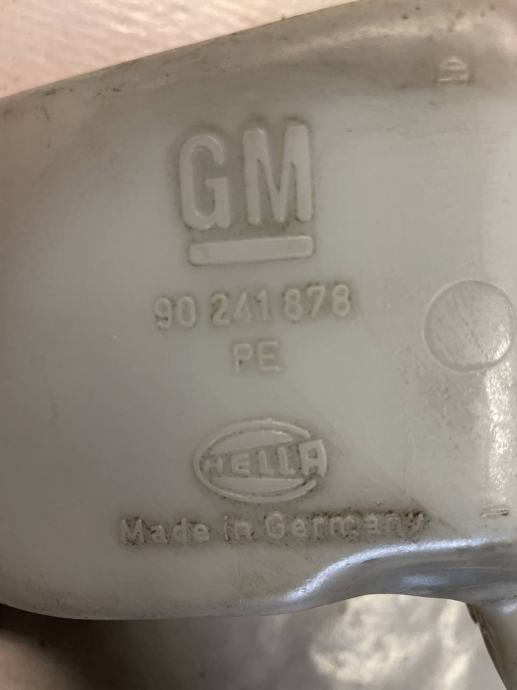 GM
90 241 878
PE
HELLA
Made in Germany